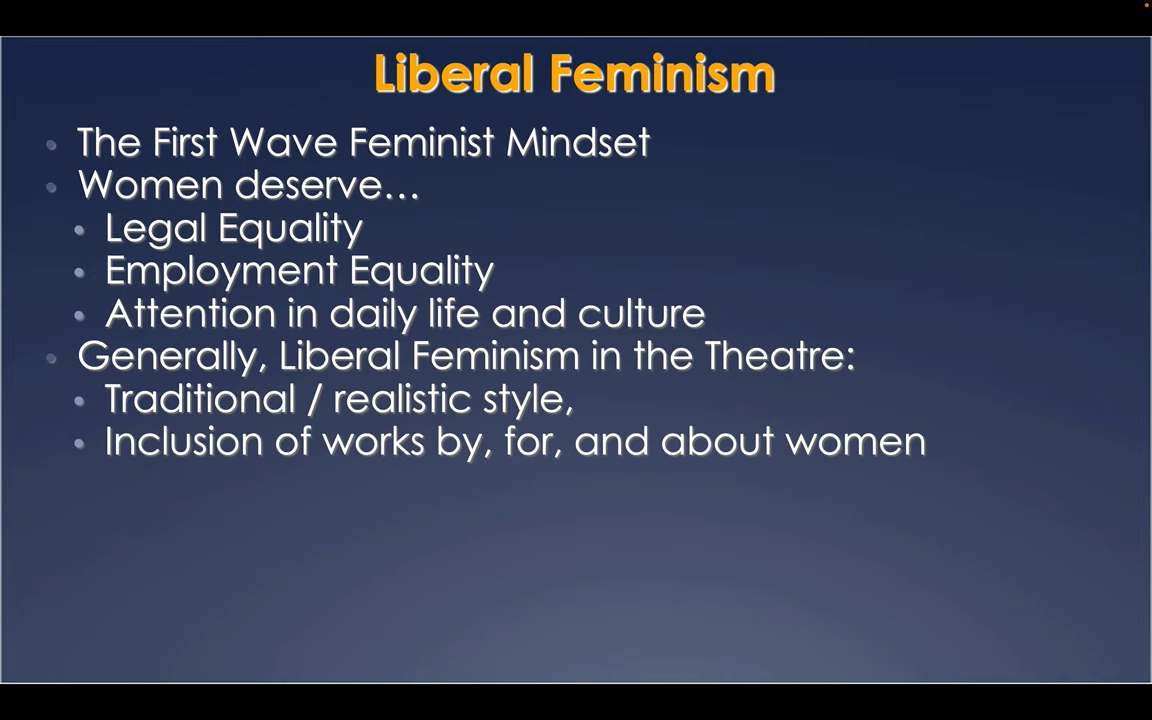 Liberal Feminism
• The First Wave Feminist Mindset
• Women deserve…
• Legal Equality
• Employment Equality
• Attention in daily life and culture
• Generally, Liberal Feminism in the Theatre:
• Traditional / realistic style,
• Inclusion of works by, for, and about women